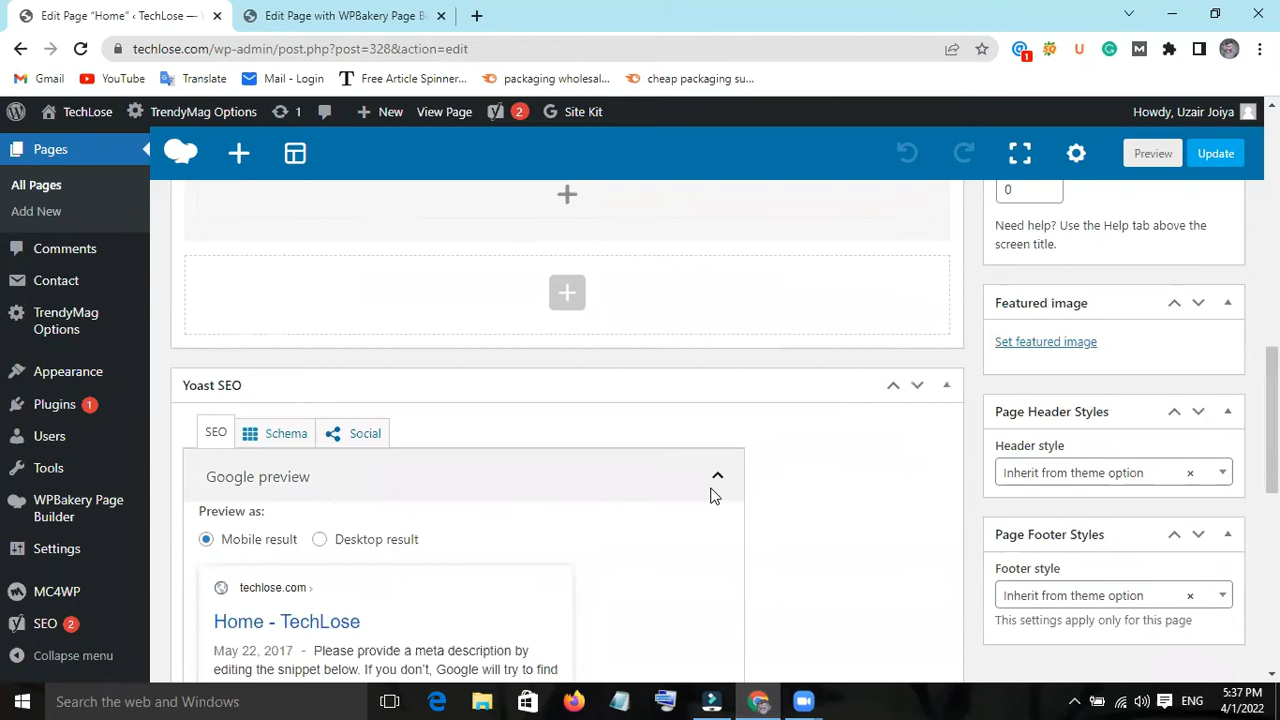 Edit Page “Home” ‹ TechLose —
Edit Page with WPBakery Page B
techlose.com/wp-admin/post.php?post=328&action=edit
1
U
M
Gmail
YouTube
Translate
Mail - Login
Free Article Spinner...
packaging wholesal...
cheap packaging su...
TechLose
TrendyMag Options
1
New
View Page
2
Site Kit
Howdy, Uzair Joiya
Pages
All Pages
Add New
Comments
Contact
TrendyMag
Options
Appearance
Plugins 1
Users
Tools
WPBakery Page
Builder
Settings
MC4WP
SEO 2
Collapse menu
Preview
Update
Yoast SEO
SEO
Schema
Social
Google preview
Preview as:
Mobile result
Desktop result
techlose.com ›
Home - TechLose
May 22, 2017 - Please provide a meta description by
editing the snippet below. If you don’t, Google will try to find
0
Need help? Use the Help tab above the
screen title.
Featured image
Set featured image
Page Header Styles
Header style
Inherit from theme option ×
Page Footer Styles
Footer style
Inherit from theme option ×
This settings apply only for this page
Search the web and Windows
ENG
5:37 PM
4/1/2022